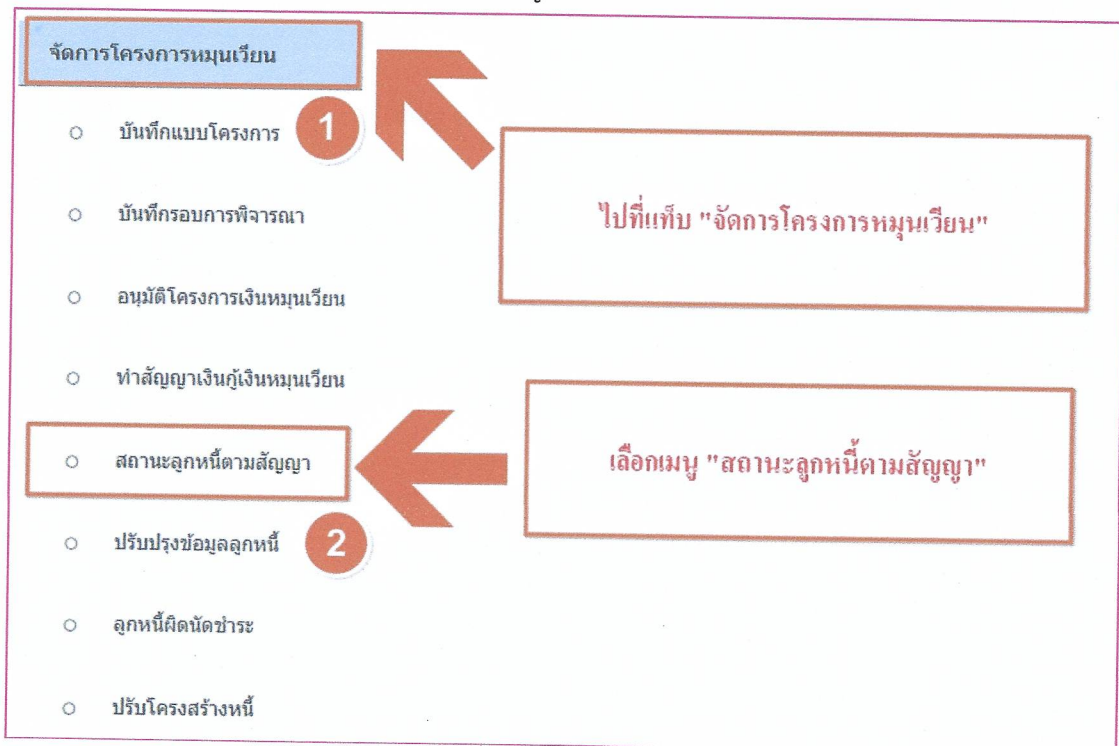 จัดการโครงการหมุนเวียน
บันทึกแบบโครงการ
1
บันทึกรอบการพิจารณา
ไปที่แท็บ "จัดการโครงการหมุนเวียน"
อนุมัติโครงการเงินหมุนเวียน
ทำสัญญาเงินกู้เงินหมุนเวียน
สถานะลูกหนี้ตามสัญญา
เลือกเมนู "สถานะลูกหนี้ตามสัญญา"
ปรับปรุงข้อมูลลูกหนี้
2
ลูกหนี้ผิดนัดชำระ
ปรับโครงสร้างหนี้